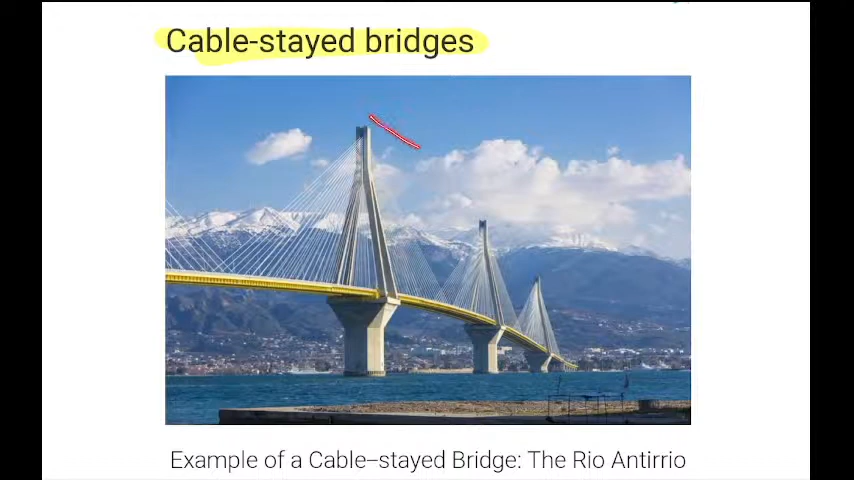 Cable-stayed bridges
Example of a Cable–stayed Bridge: The Rio Antirrio